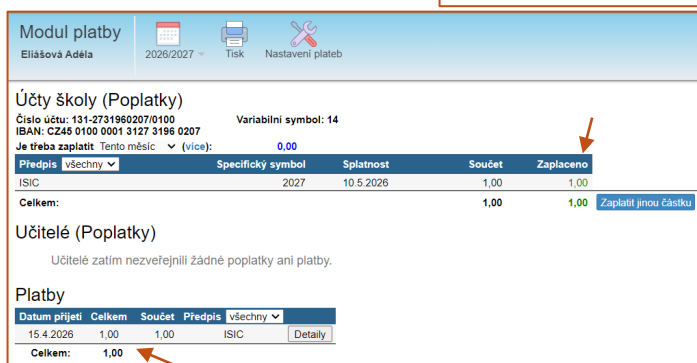 Modul platby
Eliášová Adéla
2026/2027
Tisk
Nastavení plateb
Účty školy (Poplatky)
Číslo účtu: 131-2731960207/0100 Variabilní symbol: 14
IBAN: CZ45 0100 0001 3127 3196 0207
Je třeba zaplatit Tento měsíc (více): 0,00
Předpis všechny Specifický symbol Splatnost Součet Zaplaceno
ISIC 2027 10.5.2026 1,00 1,00
Celkem: 1,00 1,00 Zaplatit jinou částku
Učitelé (Poplatky)
Učitelé zatím nezveřejnili žádné poplatky ani platby.
Platby
Datum přijetí Celkem Součet Předpis všechny
15.4.2026 1,00 1,00 ISIC Detaily
Celkem: 1,00